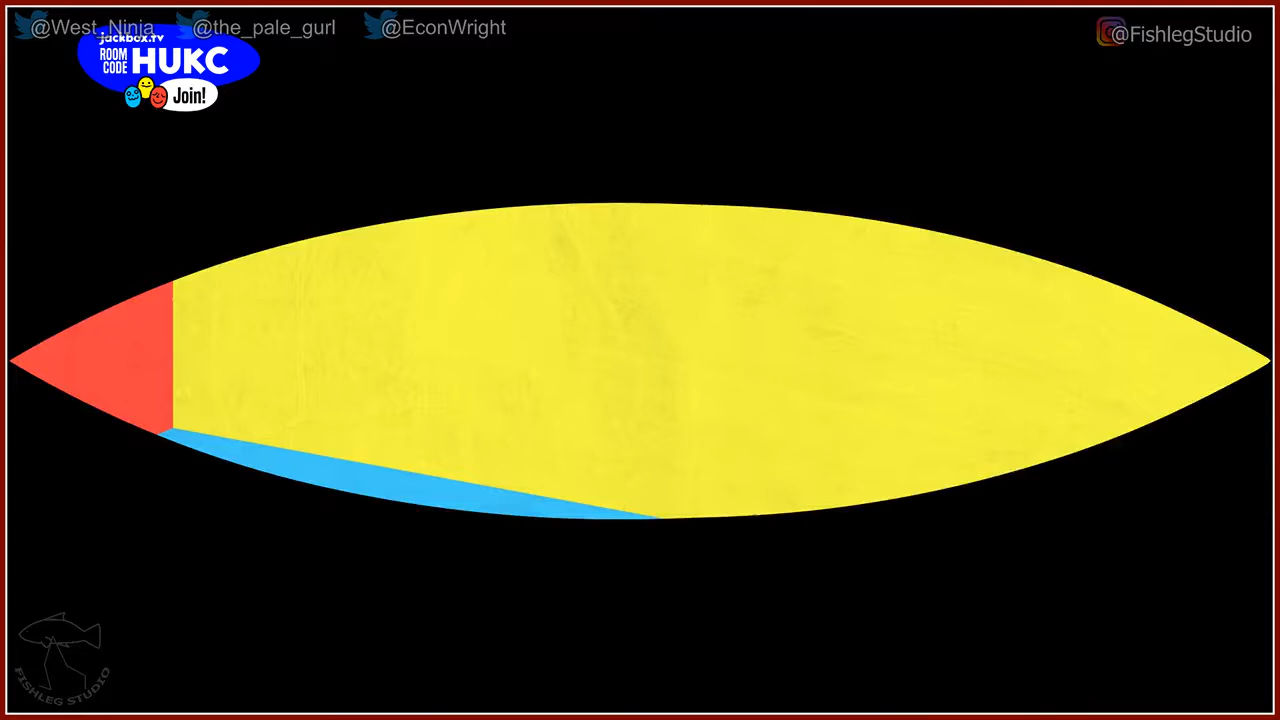 @West_Ninja @the_pale_gurl @EconWright
@FishlegStudio
jackbox.tv
ROOM CODE HUKC
Join!
FISHLEG STUDIO